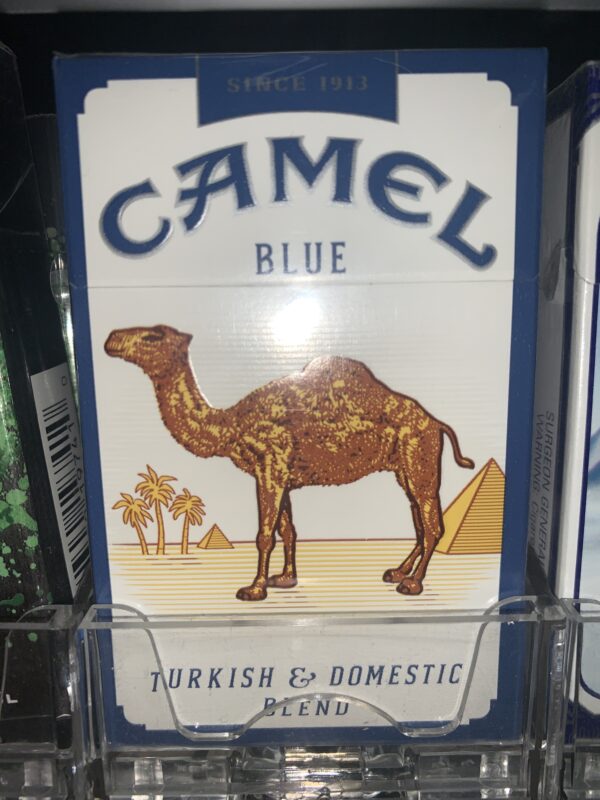 SINCE 1913
CAMEL
BLUE
TURKISH & DOMESTIC
BLEND
SURGEON GENERAL
WARNING: